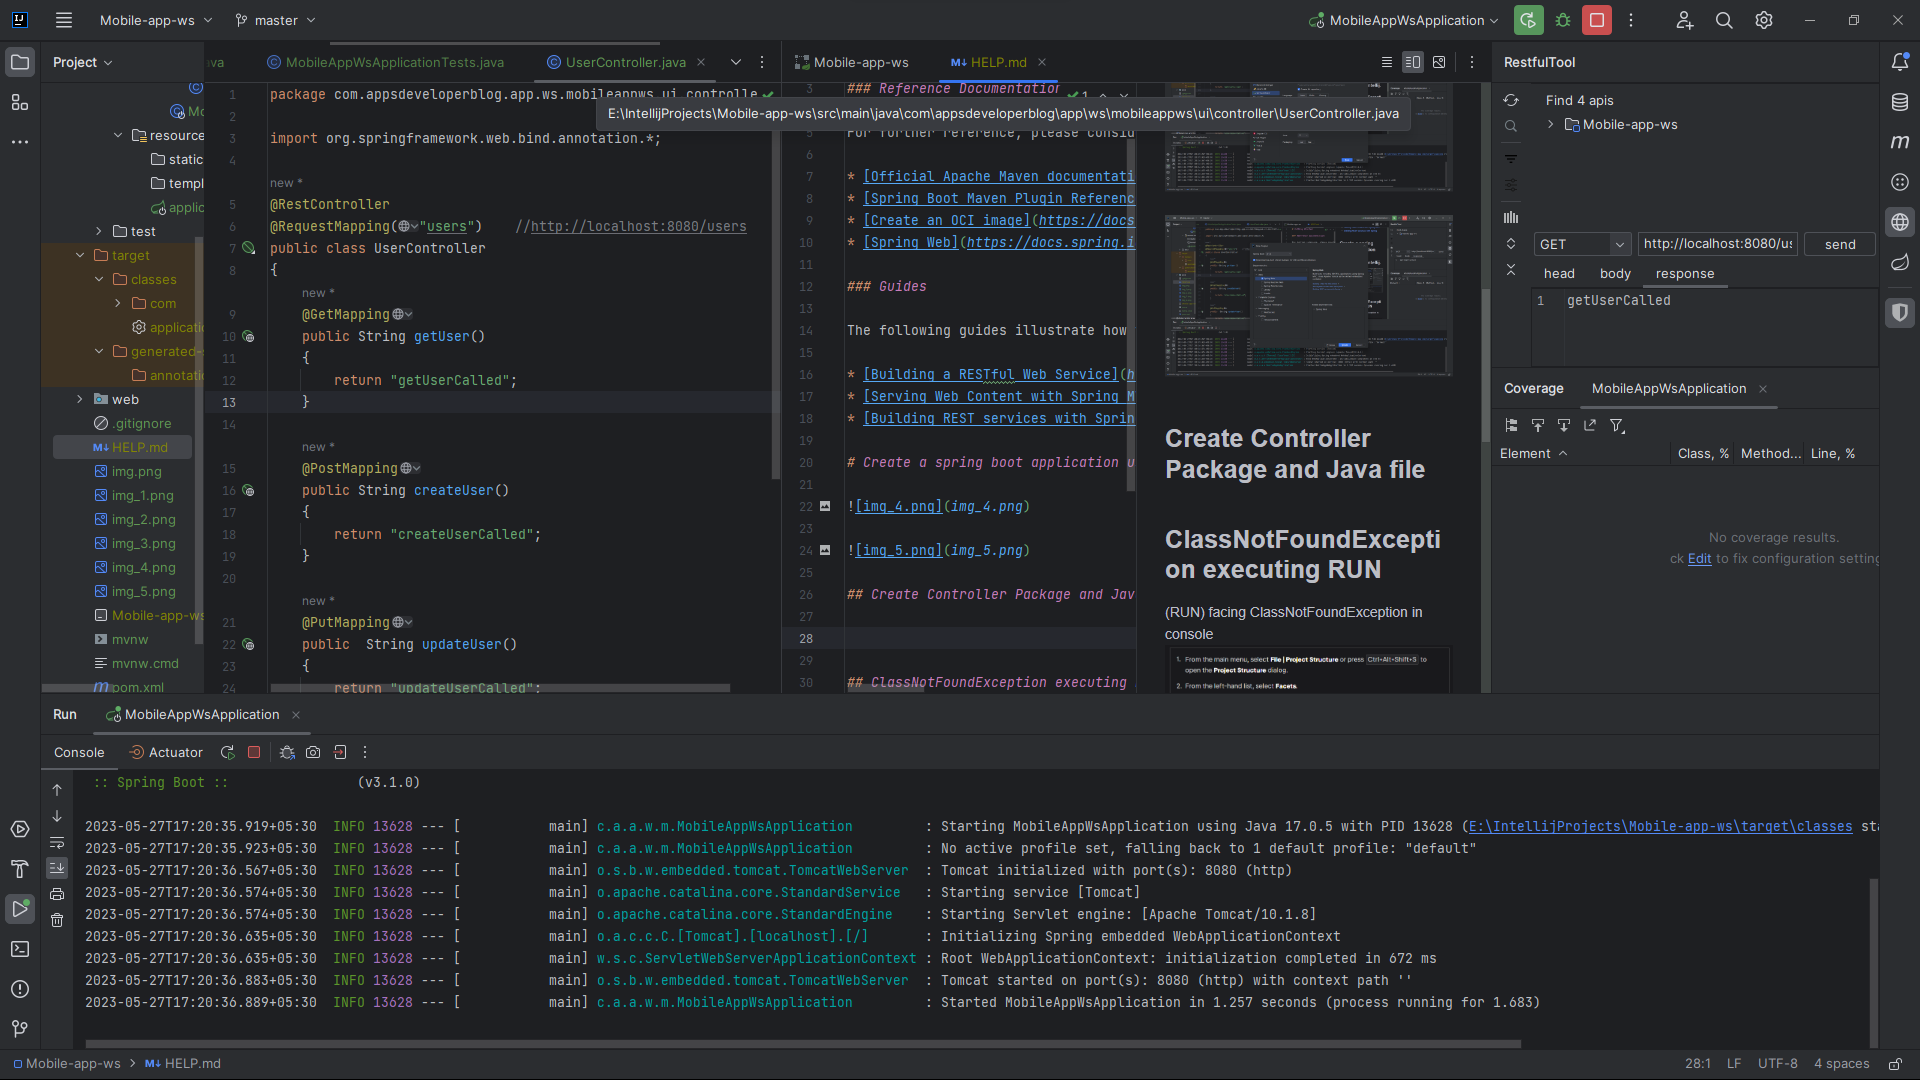 Mobile-app-ws
master
MobileAppWsApplication
Project
ava
MobileAppWsApplicationTests.java
UserController.java
Mobile-app-ws
HELP.md
RestfulTool
resource
static
templ
applic
test
target
classes
com
applicatio
generated-s
annotatio
web
.gitignore
HELP.md
img.png
img_1.png
img_2.png
img_3.png
img_4.png
img_5.png
Mobile-app-ws
mvnw
mvnw.cmd
pom.xml
1 package com.appsdeveloperblog.app.ws.mobileappws.ui.controlle
E:\IntellijProjects\Mobile-app-ws\src\main\java\com\appsdeveloperblog\app\ws\mobileappws\ui\controller\UserController.java
2
3 import org.springframework.web.bind.annotation.*;
4
new *
5 @RestController
6 @RequestMapping("users") //http://localhost:8080/users
7 public class UserController
8 {
new *
9 @GetMapping
10 public String getUser()
11 {
12 return "getUserCalled";
13 }
14
new *
15 @PostMapping
16 public String createUser()
17 {
18 return "createUserCalled";
19 }
20
new *
21 @PutMapping
22 public String updateUser()
23 {
24 return "updateUserCalled";
3 ### Reference Documentation
1
5 For further reference, please consid
6
7 * [Official Apache Maven documentati
8 * [Spring Boot Maven Plugin Referenc
9 * [Create an OCI image](https://docs
10 * [Spring Web](https://docs.spring.i
11
12 ### Guides
13
14 The following guides illustrate how
15
16 * [Building a RESTful Web Service](h
17 * [Serving Web Content with Spring M
18 * [Building REST services with Sprin
19
20 # Create a spring boot application u
21
22 ![img_4.png](img_4.png)
23
24 ![img_5.png](img_5.png)
25
26 ## Create Controller Package and Jav
27
28
29
30 ## ClassNotFoundException executing
Create Controller
Package and Java file
ClassNotFoundExcepti
on executing RUN
(RUN) facing ClassNotFoundException in
console
1. From the main menu, select File | Project Structure or press Ctrl+Alt+Shift+S to
open the Project Structure dialog.
2. From the left-hand list, select Facets.
Find 4 apis
Mobile-app-ws
GET
http://localhost:8080/us
send
head body response
1 getUserCalled
Coverage
MobileAppWsApplication
Element Class, % Method... Line, %
No coverage results.
ck Edit to fix configuration setting
Run
MobileAppWsApplication
Console Actuator
:: Spring Boot :: (v3.1.0)
2023-05-27T17:20:35.919+05:30 INFO 13628 --- [ main] c.a.a.w.m.MobileAppWsApplication : Starting MobileAppWsApplication using Java 17.0.5 with PID 13628 (E:\IntellijProjects\Mobile-app-ws\target\classes sta
2023-05-27T17:20:35.923+05:30 INFO 13628 --- [ main] c.a.a.w.m.MobileAppWsApplication : No active profile set, falling back to 1 default profile: "default"
2023-05-27T17:20:36.567+05:30 INFO 13628 --- [ main] o.s.b.w.embedded.tomcat.TomcatWebServer : Tomcat initialized with port(s): 8080 (http)
2023-05-27T17:20:36.574+05:30 INFO 13628 --- [ main] o.apache.catalina.core.StandardService : Starting service [Tomcat]
2023-05-27T17:20:36.574+05:30 INFO 13628 --- [ main] o.apache.catalina.core.StandardEngine : Starting Servlet engine: [Apache Tomcat/10.1.8]
2023-05-27T17:20:36.635+05:30 INFO 13628 --- [ main] o.a.c.c.C.[Tomcat].[localhost].[/] : Initializing Spring embedded WebApplicationContext
2023-05-27T17:20:36.635+05:30 INFO 13628 --- [ main] w.s.c.ServletWebServerApplicationContext : Root WebApplicationContext: initialization completed in 672 ms
2023-05-27T17:20:36.883+05:30 INFO 13628 --- [ main] o.s.b.w.embedded.tomcat.TomcatWebServer : Tomcat started on port(s): 8080 (http) with context path ''
2023-05-27T17:20:36.889+05:30 INFO 13628 --- [ main] c.a.a.w.m.MobileAppWsApplication : Started MobileAppWsApplication in 1.257 seconds (process running for 1.683)
Mobile-app-ws > HELP.md
28:1 LF UTF-8 4 spaces